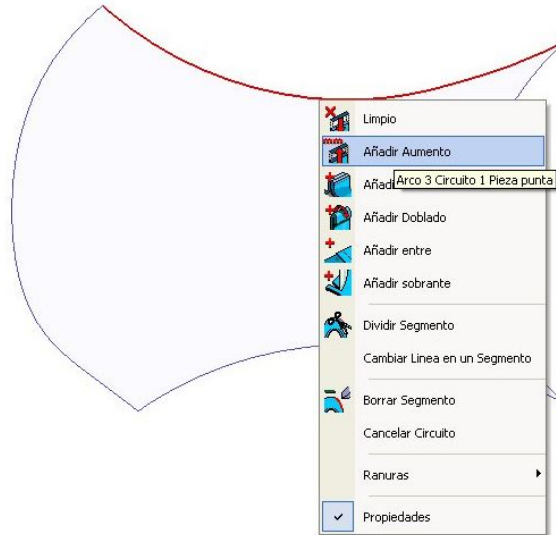 Limpio
mm
Añadir Aumento
Añadi
Arco 3 Circuito 1 Pieza punta
Añadir Doblado
Añadir entre
Añadir sobrante
Dividir Segmento
Cambiar Linea en un Segmento
Borrar Segmento
Cancelar Circuito
Ranuras
Propiedades